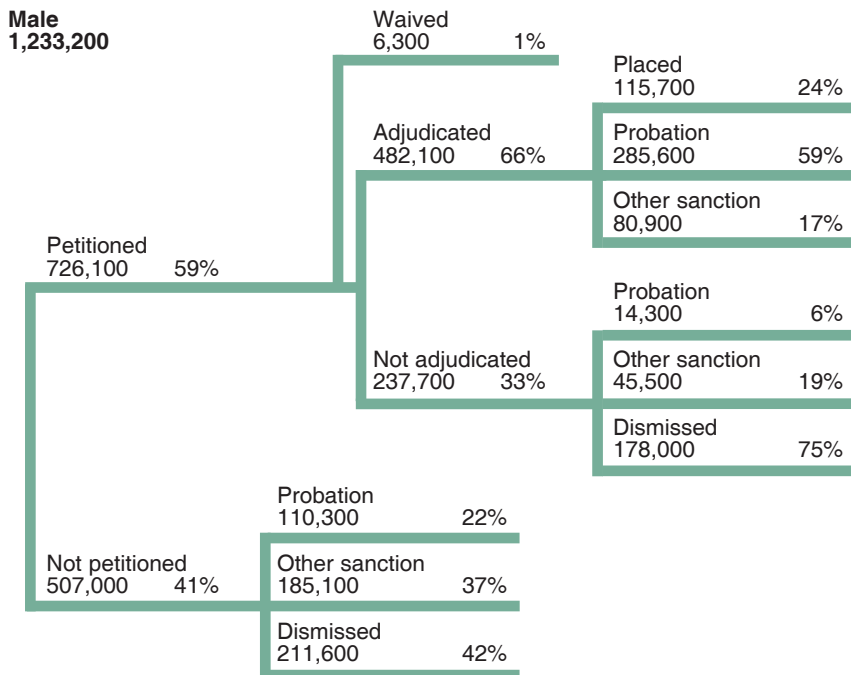 Male
1,233,200
Waived
6,300 1%
Placed
115,700 24%
Adjudicated
482,100 66%
Probation
285,600 59%
Other sanction
80,900 17%
Petitioned
726,100 59%
Probation
14,300 6%
Not adjudicated
237,700 33%
Other sanction
45,500 19%
Dismissed
178,000 75%
Probation
110,300 22%
Not petitioned
507,000 41%
Other sanction
185,100 37%
Dismissed
211,600 42%